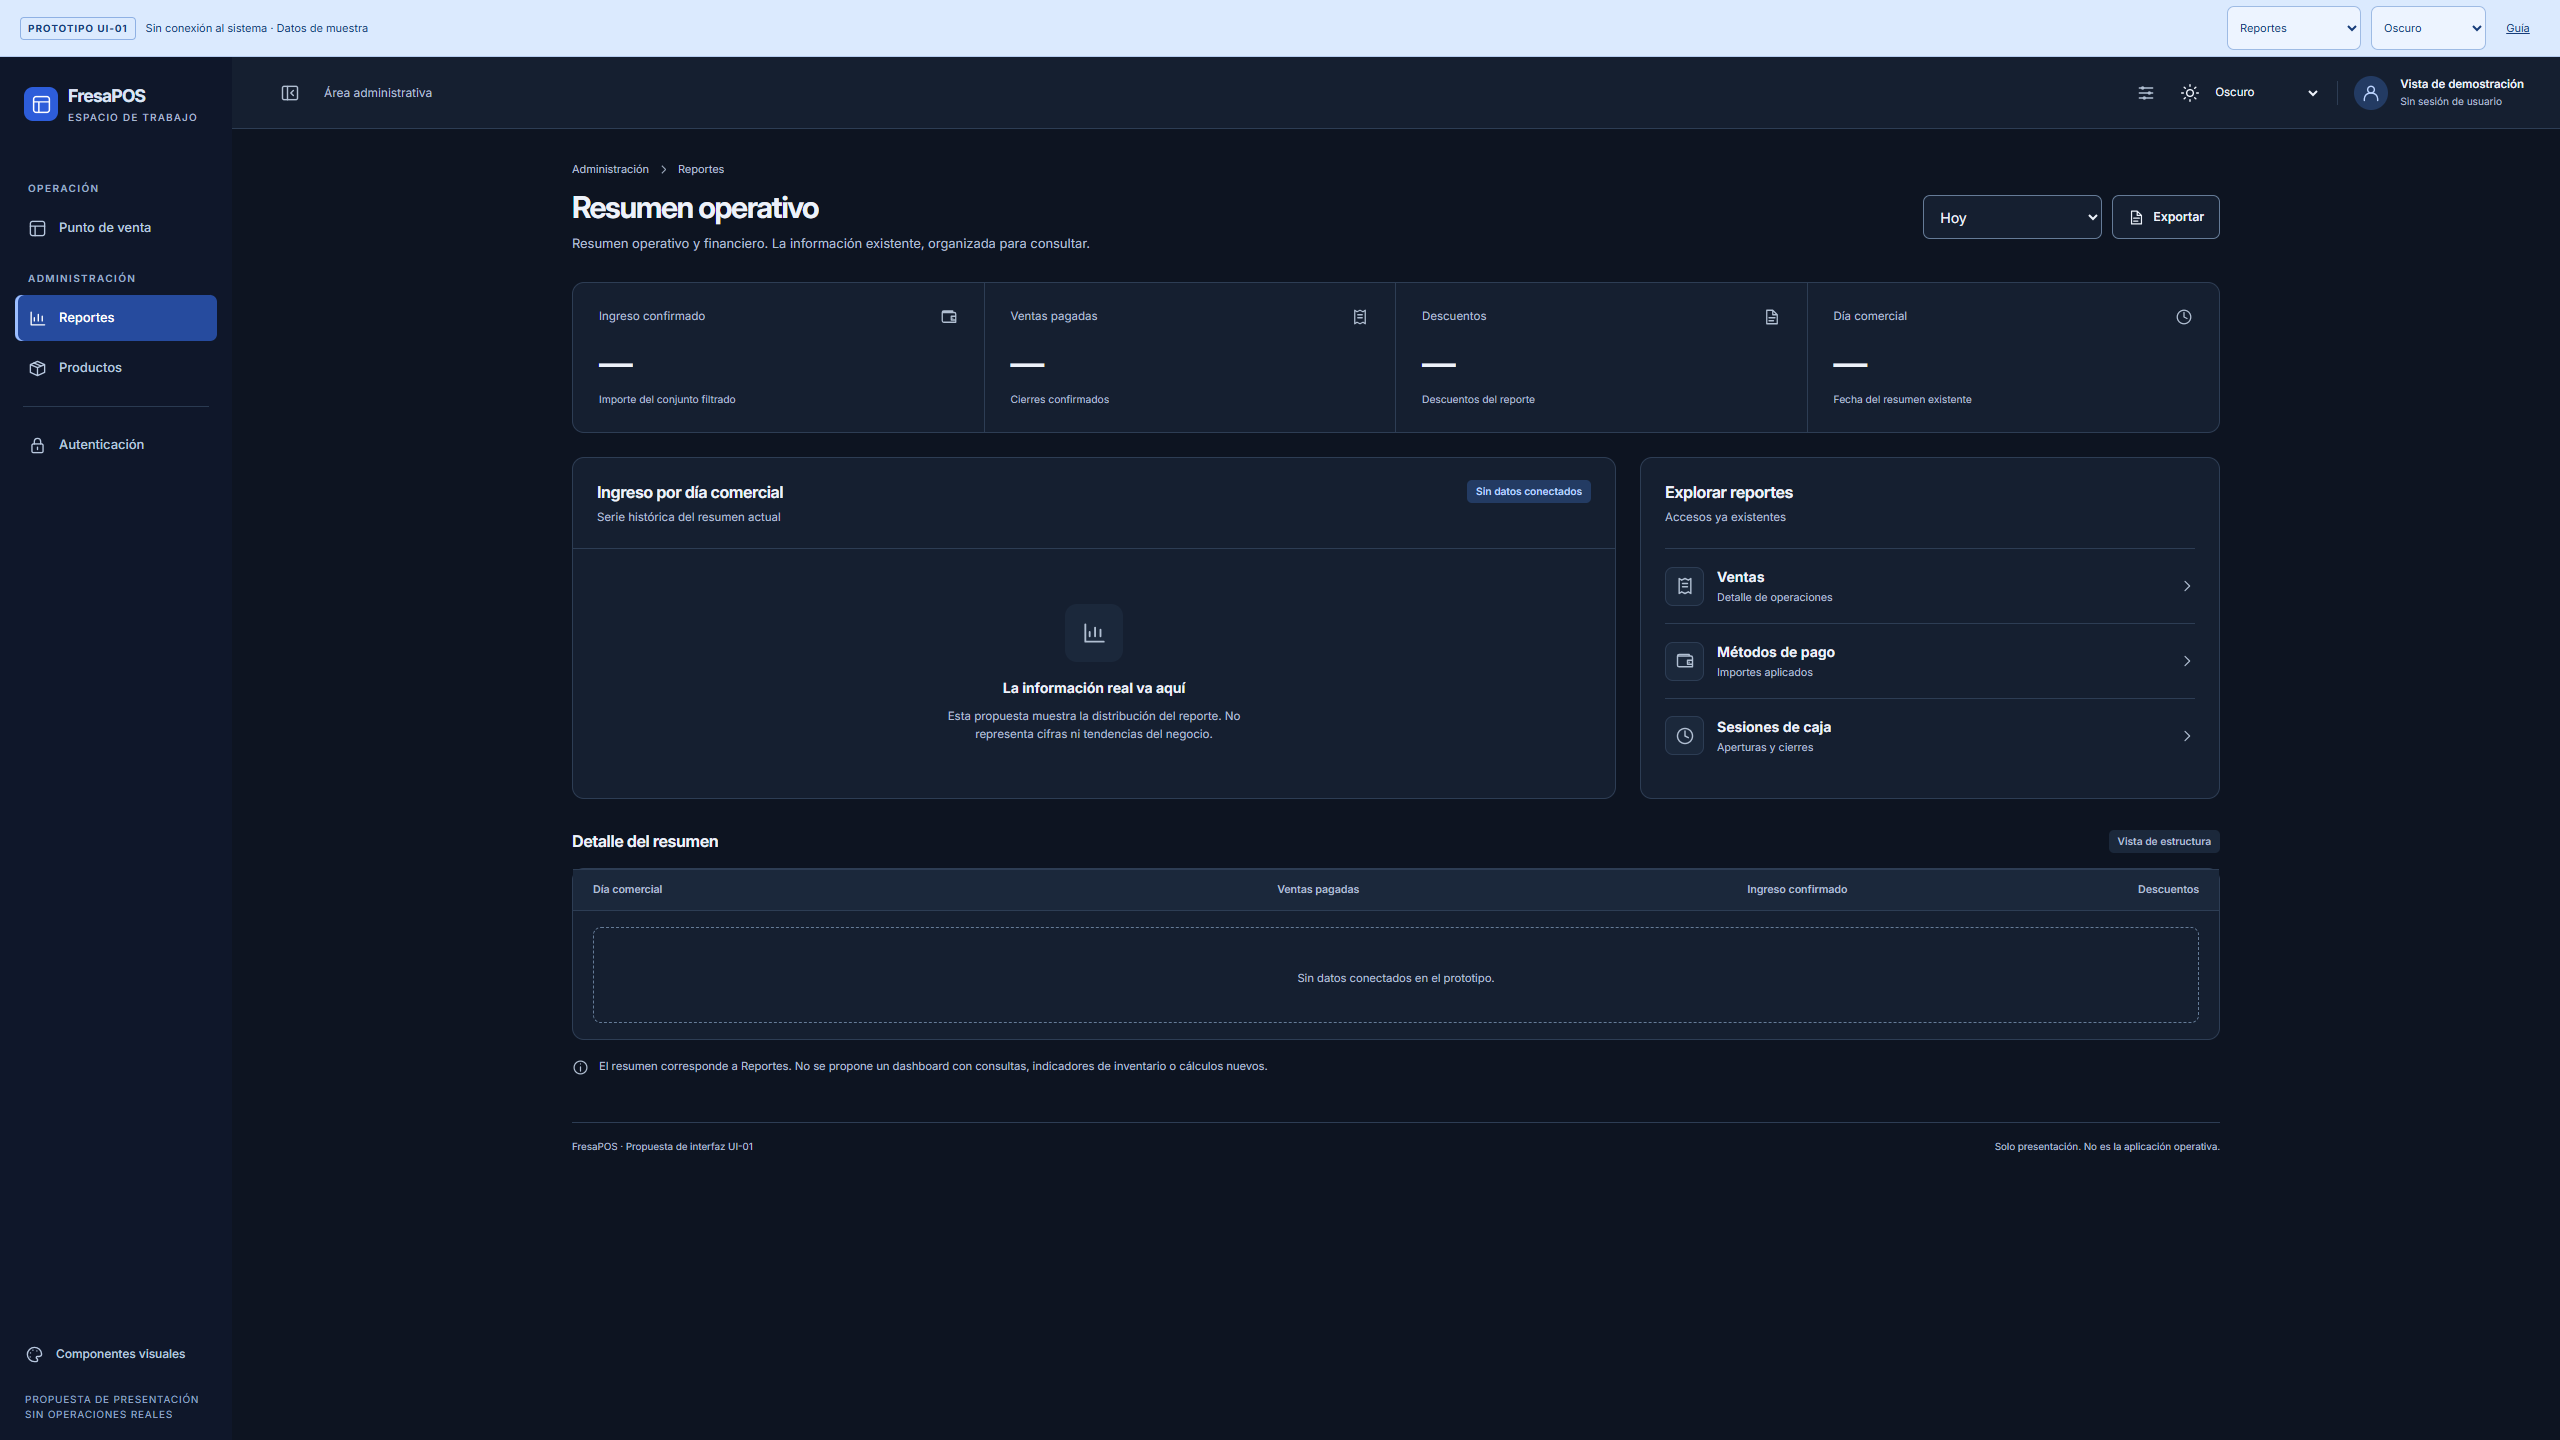 PROTOTIPO UI-01
Sin conexión al sistema · Datos de muestra
Reportes
Oscuro
Guía
FresaPOS
ESPACIO DE TRABAJO
Área administrativa
Oscuro
Vista de demostración
Sin sesión de usuario
OPERACIÓN
Punto de venta
ADMINISTRACIÓN
Reportes
Productos
Autenticación
Componentes visuales
PROPUESTA DE PRESENTACIÓN
SIN OPERACIONES REALES
Administración > Reportes
Resumen operativo
Resumen operativo y financiero. La información existente, organizada para consultar.
Hoy
Exportar
Ingreso confirmado
—
Importe del conjunto filtrado
Ventas pagadas
—
Cierres confirmados
Descuentos
—
Descuentos del reporte
Día comercial
—
Fecha del resumen existente
Ingreso por día comercial
Serie histórica del resumen actual
Sin datos conectados
La información real va aquí
Esta propuesta muestra la distribución del reporte. No
representa cifras ni tendencias del negocio.
Explorar reportes
Accesos ya existentes
Ventas
Detalle de operaciones
Métodos de pago
Importes aplicados
Sesiones de caja
Aperturas y cierres
Detalle del resumen
Vista de estructura
Día comercial Ventas pagadas Ingreso confirmado Descuentos
Sin datos conectados en el prototipo.
El resumen corresponde a Reportes. No se propone un dashboard con consultas, indicadores de inventario o cálculos nuevos.
FresaPOS · Propuesta de interfaz UI-01
Solo presentación. No es la aplicación operativa.